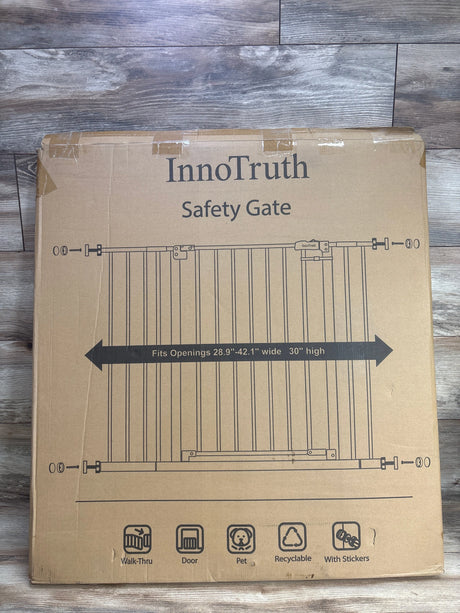 InnoTruth
Safety Gate
Fits Openings 28.9"-42.1" wide 30" high
Walk-Thru Door Pet Recyclable With Stickers